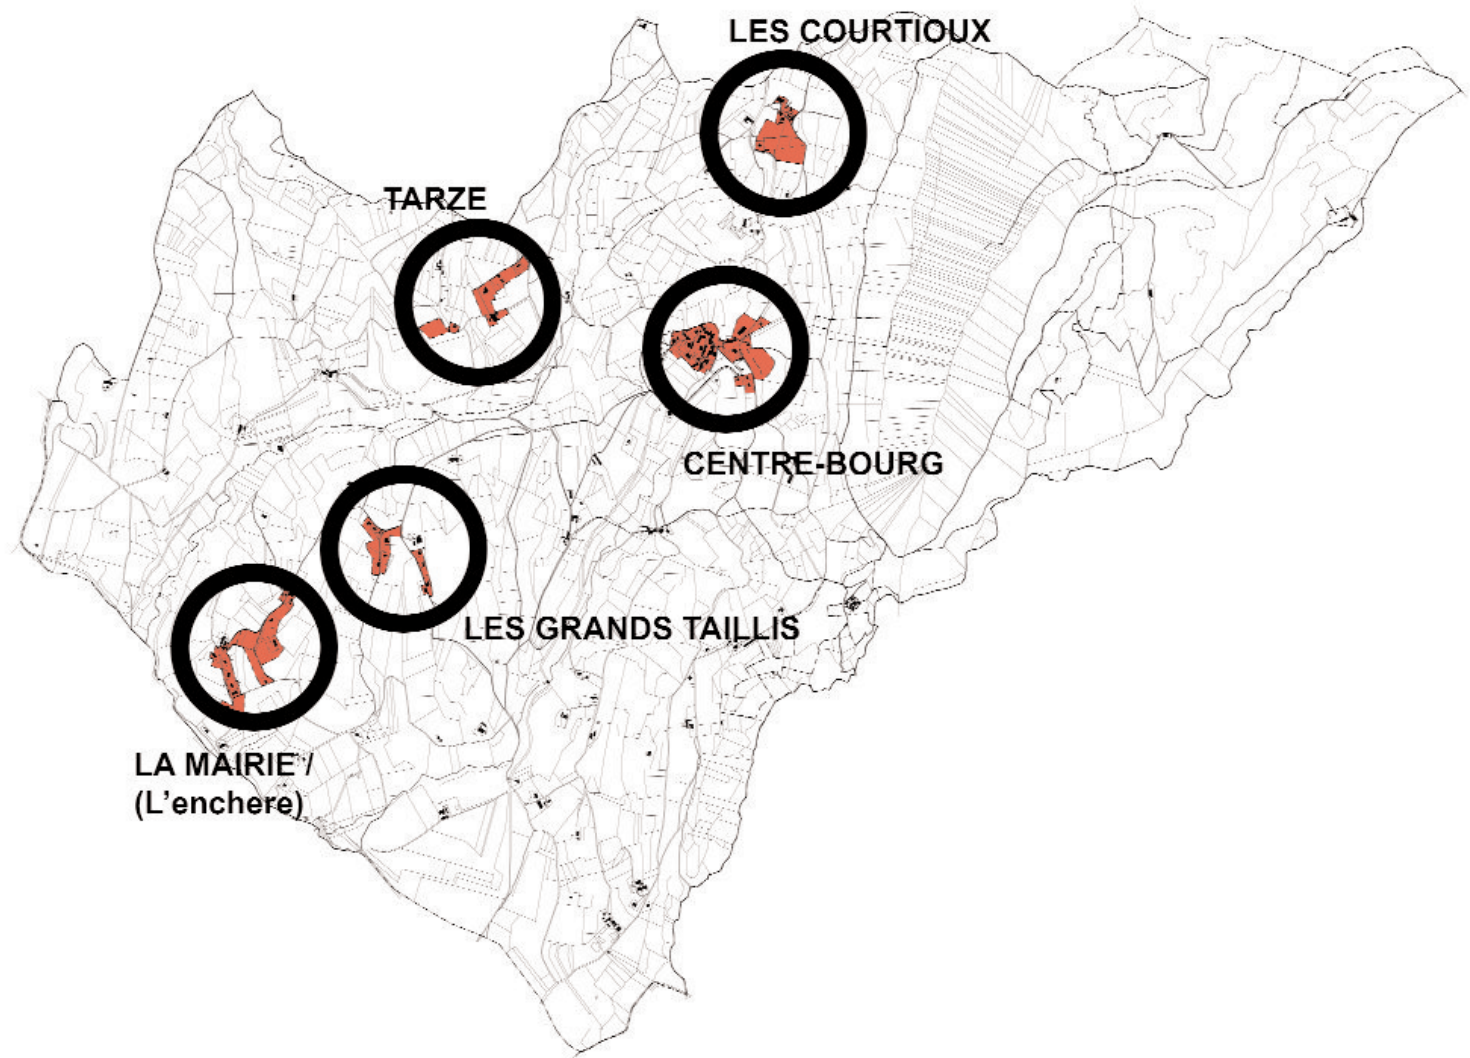 LES COURTIOUX
TARZE
CENTRE-BOURG
LES GRANDS TAILLIS
LA MAIRIE /
(L'enchere)